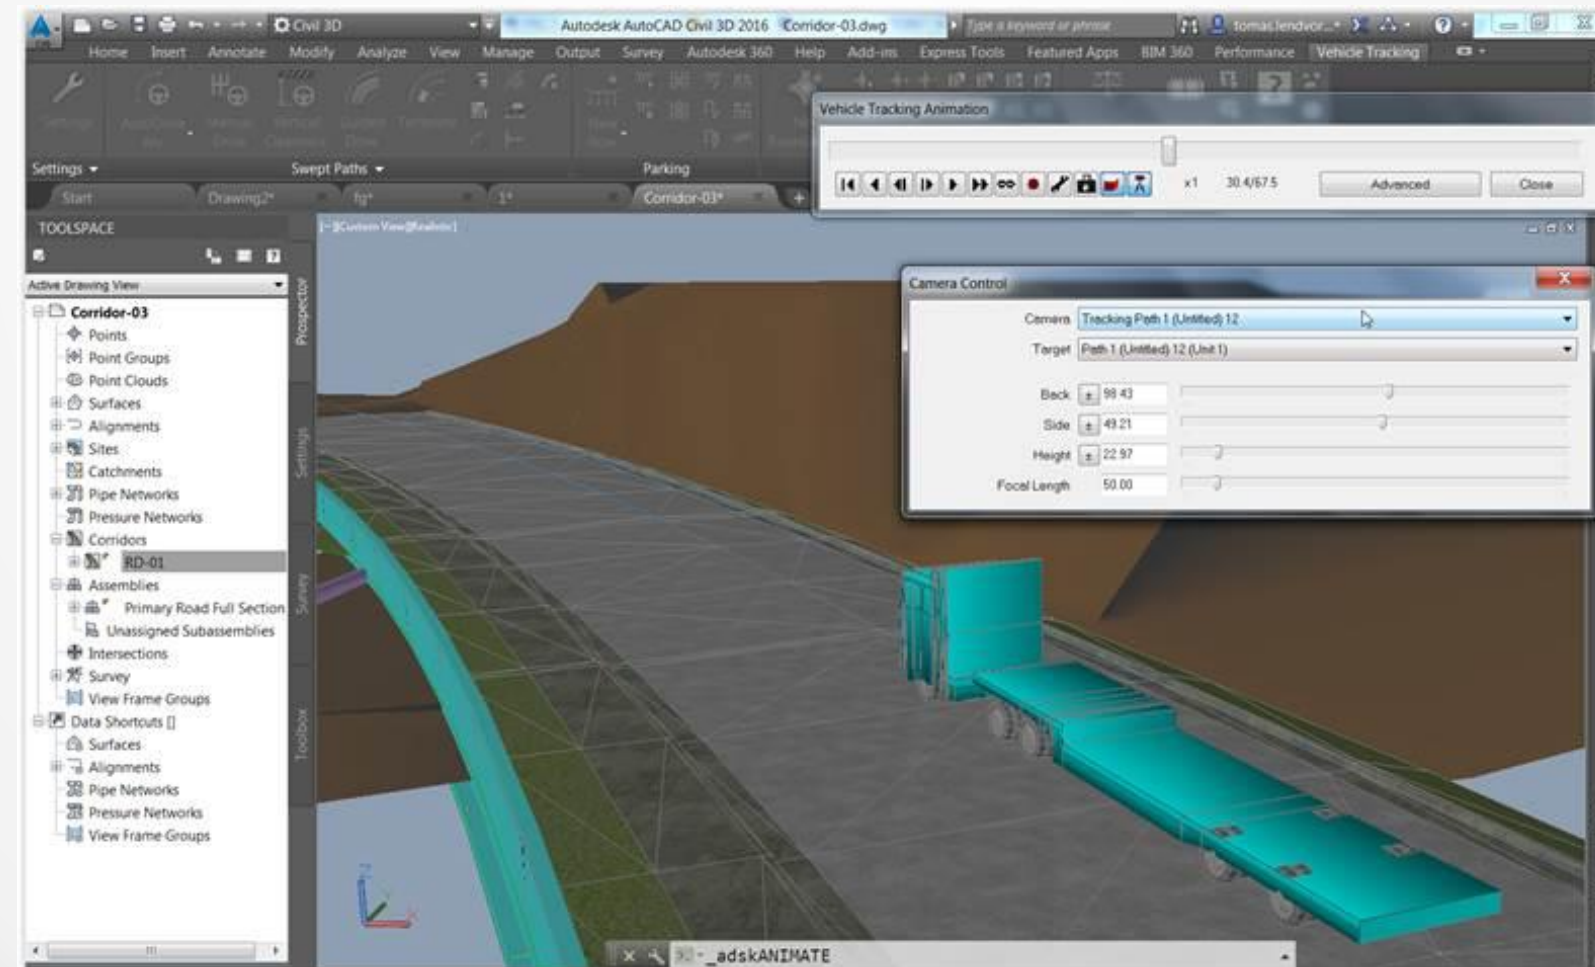 Civil 3D
Autodesk AutoCAD Civil 3D 2016 Corridor-03.dwg
Type a keyword or phrase
tomas.lendvor...
Home Insert Annotate Modify Analyze View Manage Output Survey Autodesk 360 Help Add-ins Express Tools Featured Apps BIM 360 Performance Vehicle Tracking
Settings Swept Paths Parking
Start Drawing2* fg* 1* Corridor-03*
Vehicle Tracking Animation
x1 30.4/67.5 Advanced Close
TOOLSPACE
Active Drawing View
Corridor-03
Points
Point Groups
Point Clouds
Surfaces
Alignments
Sites
Catchments
Pipe Networks
Pressure Networks
Corridors
RD-01
Assemblies
Primary Road Full Section
Unassigned Subassemblies
Intersections
Survey
View Frame Groups
Data Shortcuts []
Surfaces
Alignments
Pipe Networks
Pressure Networks
View Frame Groups
Prospector
Settings
Survey
Toolbox
[-][Custom View][Realistic]
Camera Control
Camera Tracking Path 1 (Untitled) 12
Target Path 1 (Untitled) 12 (Unit 1)
Back ± 98.43
Side ± 49.21
Height ± 22.97
Focal Length 50.00
Z
X
-_adskANIMATE